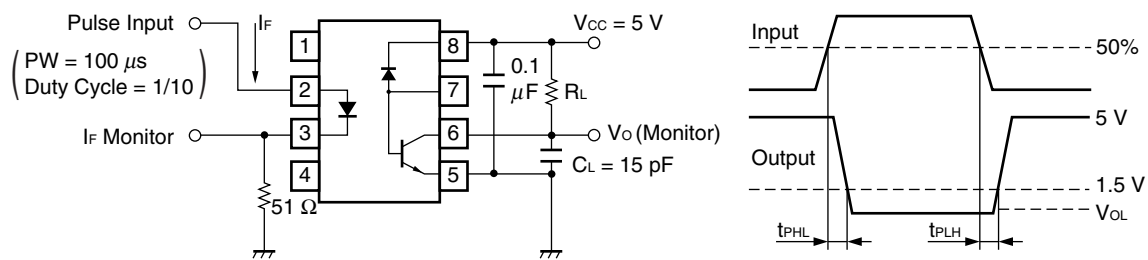 Pulse Input
(PW = 100 μs
Duty Cycle = 1/10)
IF
IF Monitor
51 Ω
1
2
3
4
8
7
6
5
VCC = 5 V
0.1
μF
RL
VO (Monitor)
CL = 15 pF
Input
50%
5 V
Output
1.5 V
VOL
tPHL
tPLH